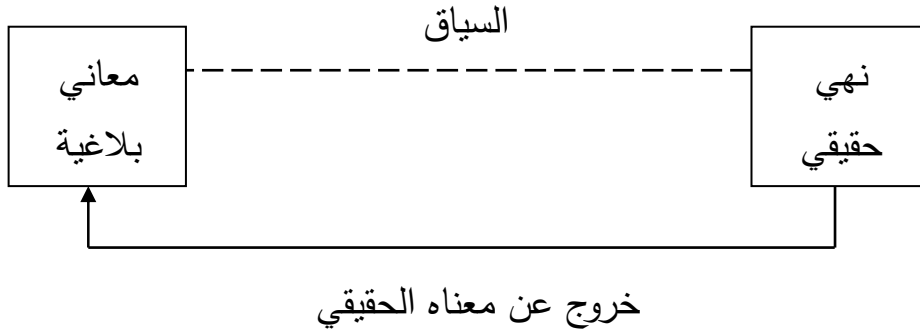 السياق
نهي
حقيقي
معاني
بلاغية
خروج عن معناه الحقيقي